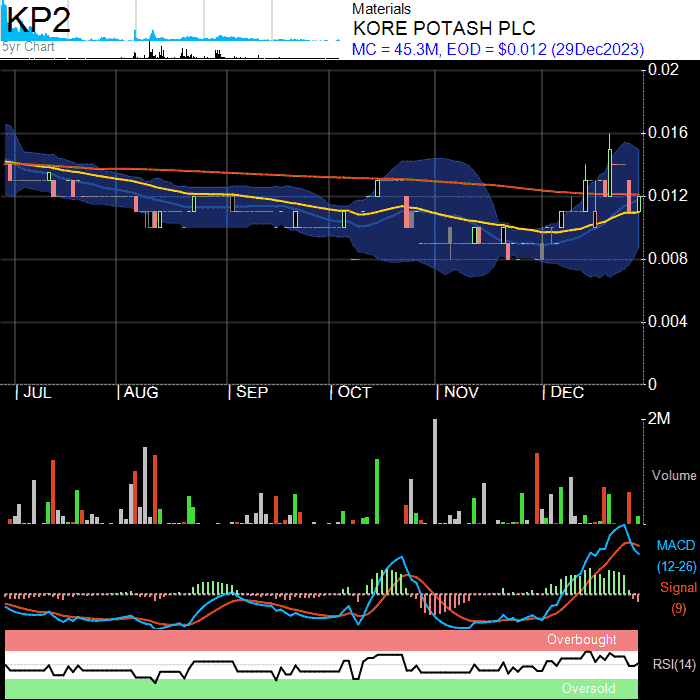 KP2
5yr Chart
Materials
KORE POTASH PLC
MC = 45.3M, EOD = $0.012 (29Dec2023)
0.02
0.016
0.012
0.008
0.004
0
JUL AUG SEP OCT NOV DEC
2M
Volume
MACD
(12-26)
Signal
(9)
Overbought
RSI(14)
Oversold